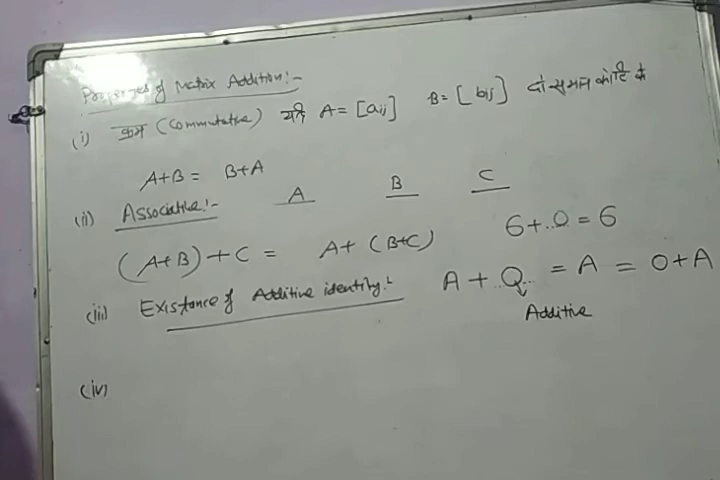 Properties of Matrix Addition:-
(i) क्रम (Commutative) यदि A = [aij] B = [bij] दो समान कोटि के
A+B = B+A
(ii) Associative:- A B C
(A+B)+C = A+(B+C) 6+0=6
(iii) Existance of Additive identity:- A + O = A = O+A
Additive
(iv)